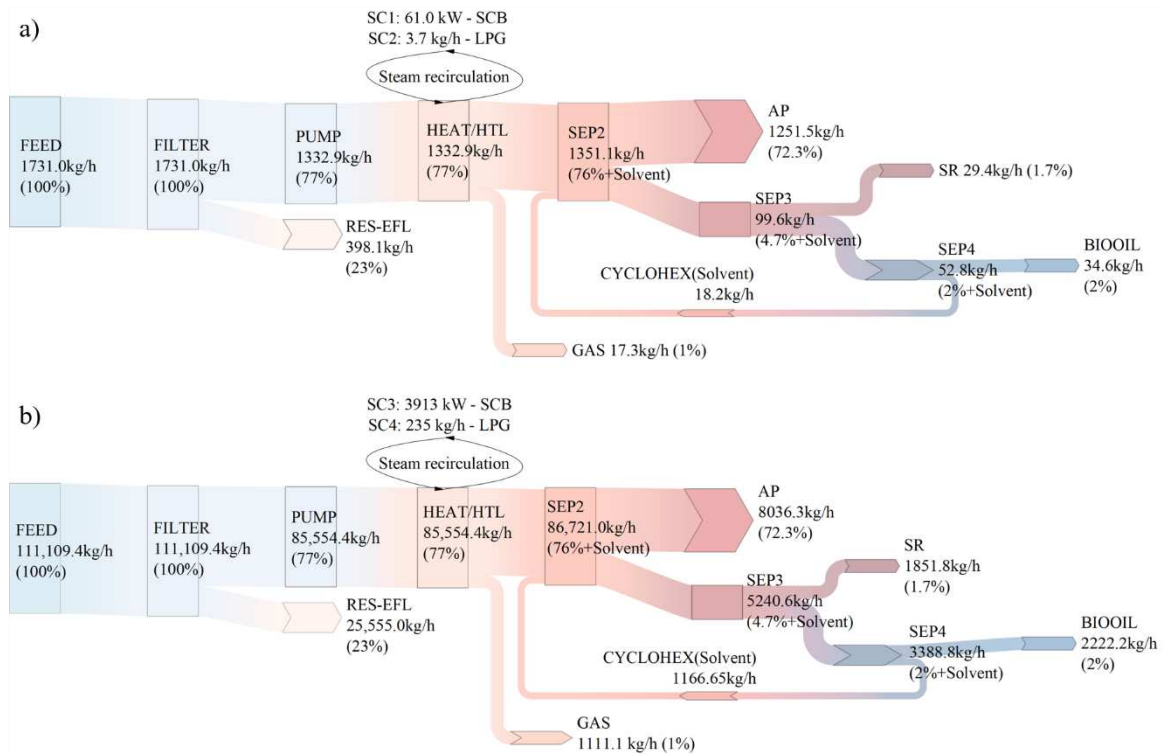 a)
SC1: 61.0 kW - SCB
SC2: 3.7 kg/h - LPG
Steam recirculation
FEED
1731.0kg/h
(100%)
FILTER
1731.0kg/h
(100%)
PUMP
1332.9kg/h
(77%)
HEAT/HTL
1332.9kg/h
(77%)
SEP2
1351.1kg/h
(76%+Solvent)
AP
1251.5kg/h
(72.3%)
RES-EFL
398.1kg/h
(23%)
SEP3
99.6kg/h
(4.7%+Solvent)
SR 29.4kg/h (1.7%)
SEP4
52.8kg/h
(2%+Solvent)
BIOOIL
34.6kg/h
(2%)
CYCLOHEX(Solvent)
18.2kg/h
GAS 17.3kg/h (1%)
b)
SC3: 3913 kW - SCB
SC4: 235 kg/h - LPG
Steam recirculation
FEED
111,109.4kg/h
(100%)
FILTER
111,109.4kg/h
(100%)
PUMP
85,554.4kg/h
(77%)
HEAT/HTL
85,554.4kg/h
(77%)
SEP2
86,721.0kg/h
(76%+Solvent)
AP
8036.3kg/h
(72.3%)
RES-EFL
25,555.0kg/h
(23%)
SEP3
5240.6kg/h
(4.7%+Solvent)
SR
1851.8kg/h
(1.7%)
SEP4
3388.8kg/h
(2%+Solvent)
BIOOIL
2222.2kg/h
(2%)
CYCLOHEX(Solvent)
1166.65kg/h
GAS
1111.1 kg/h (1%)